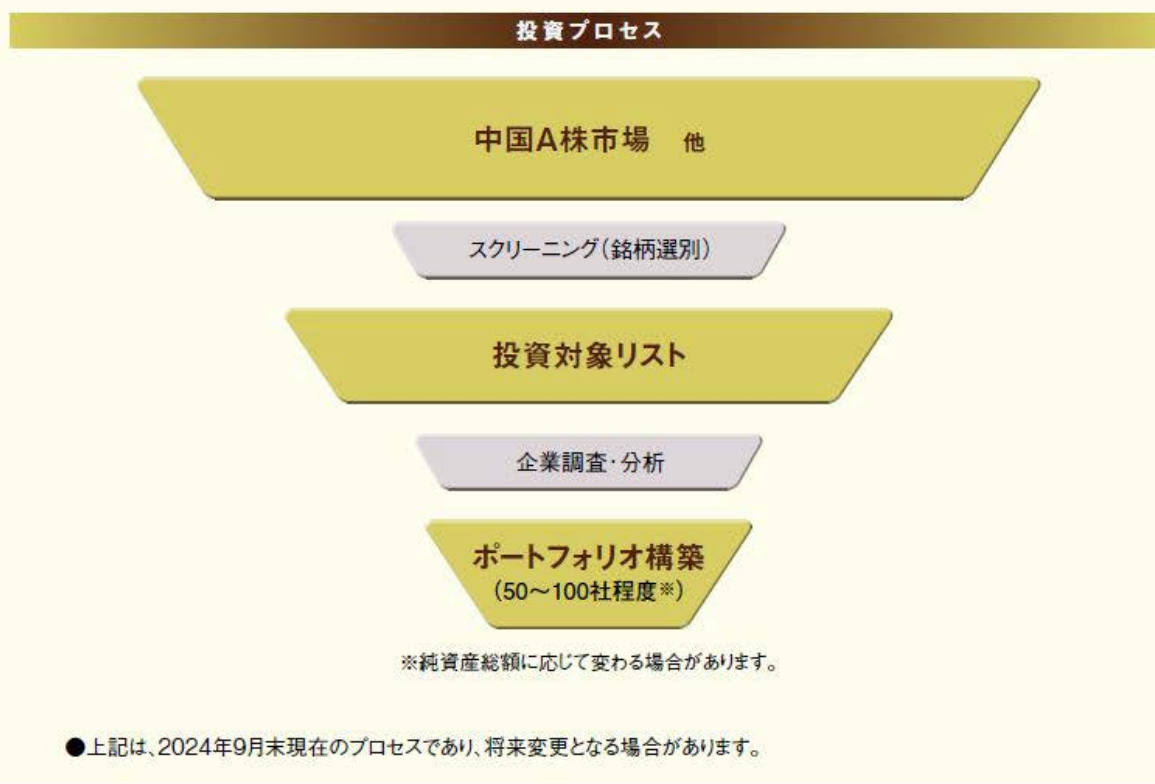 投資プロセス
中国A株市場 他
スクリーニング(銘柄選別)
投資対象リスト
企業調査・分析
ポートフォリオ構築
(50～100社程度※)
※純資産総額に応じて変わる場合があります。
●上記は、2024年9月末現在のプロセスであり、将来変更となる場合があります。